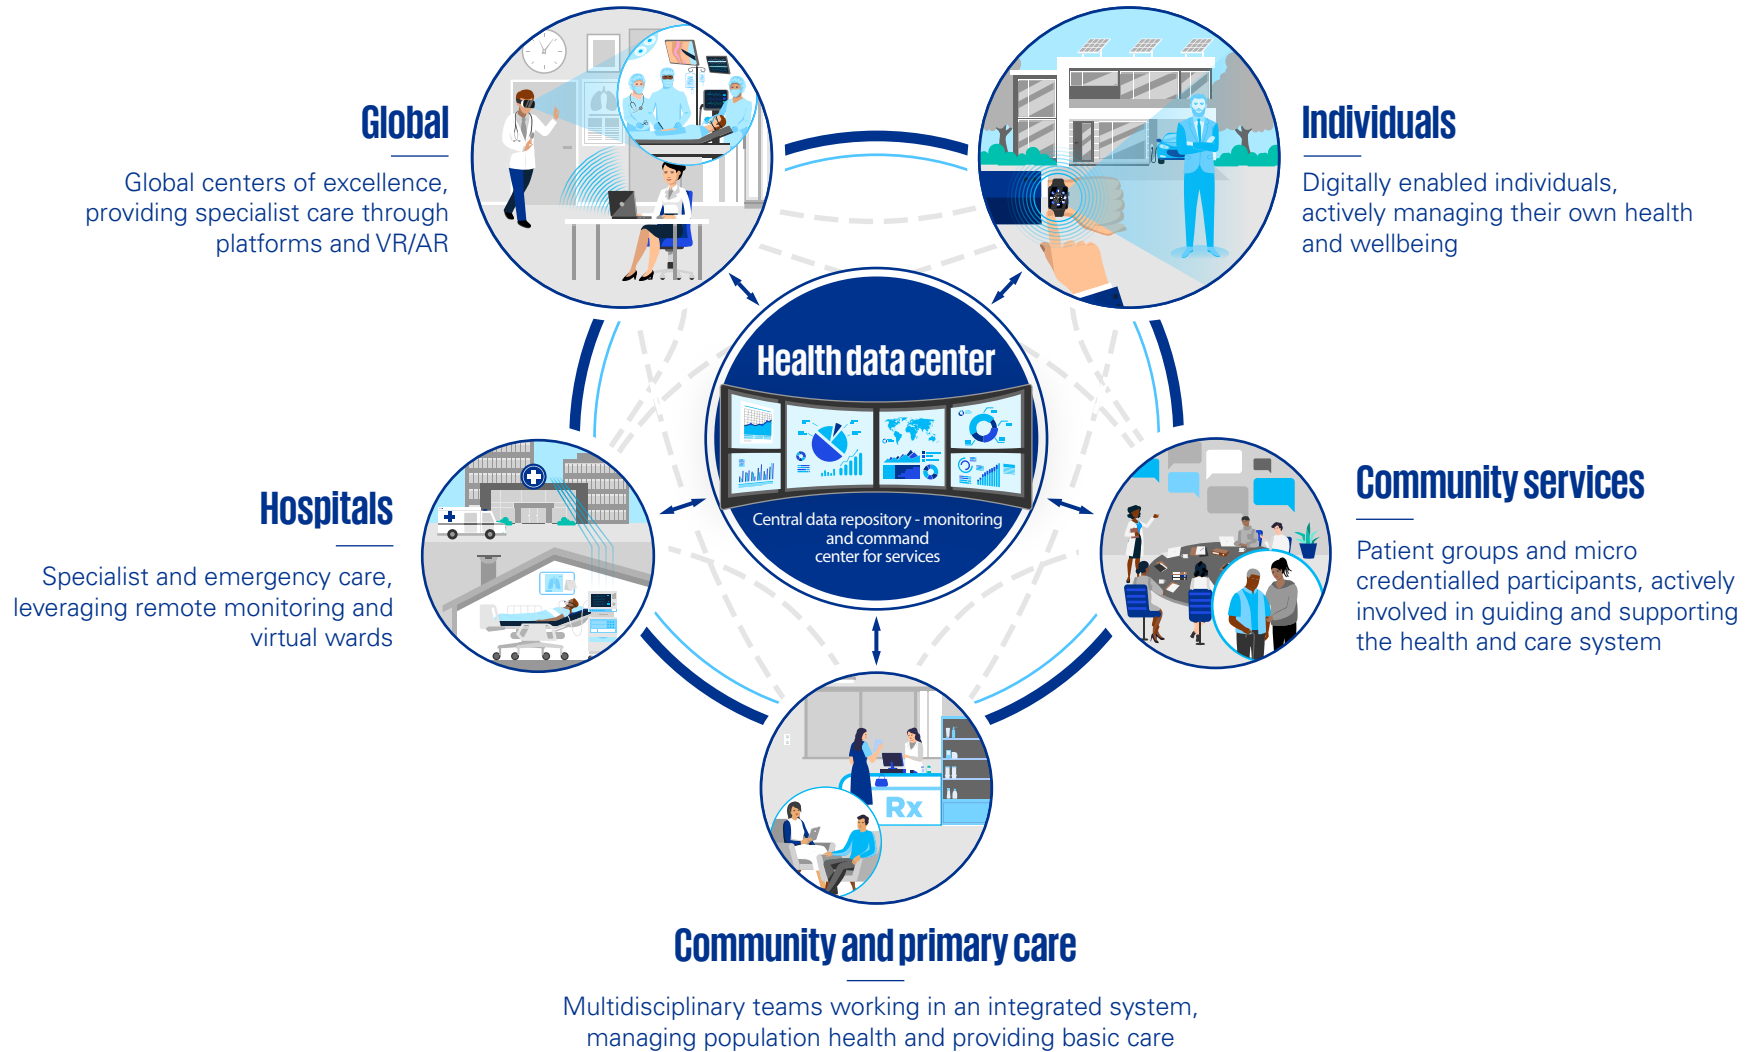 Global
Global centers of excellence,
providing specialist care through
platforms and VR/AR
Individuals
Digitally enabled individuals,
actively managing their own health
and wellbeing
Health data center
Central data repository - monitoring
and command
center for services
Hospitals
Specialist and emergency care,
leveraging remote monitoring and
virtual wards
Community services
Patient groups and micro
credentialled participants, actively
involved in guiding and supporting
the health and care system
Rx
Community and primary care
Multidisciplinary teams working in an integrated system,
managing population health and providing basic care